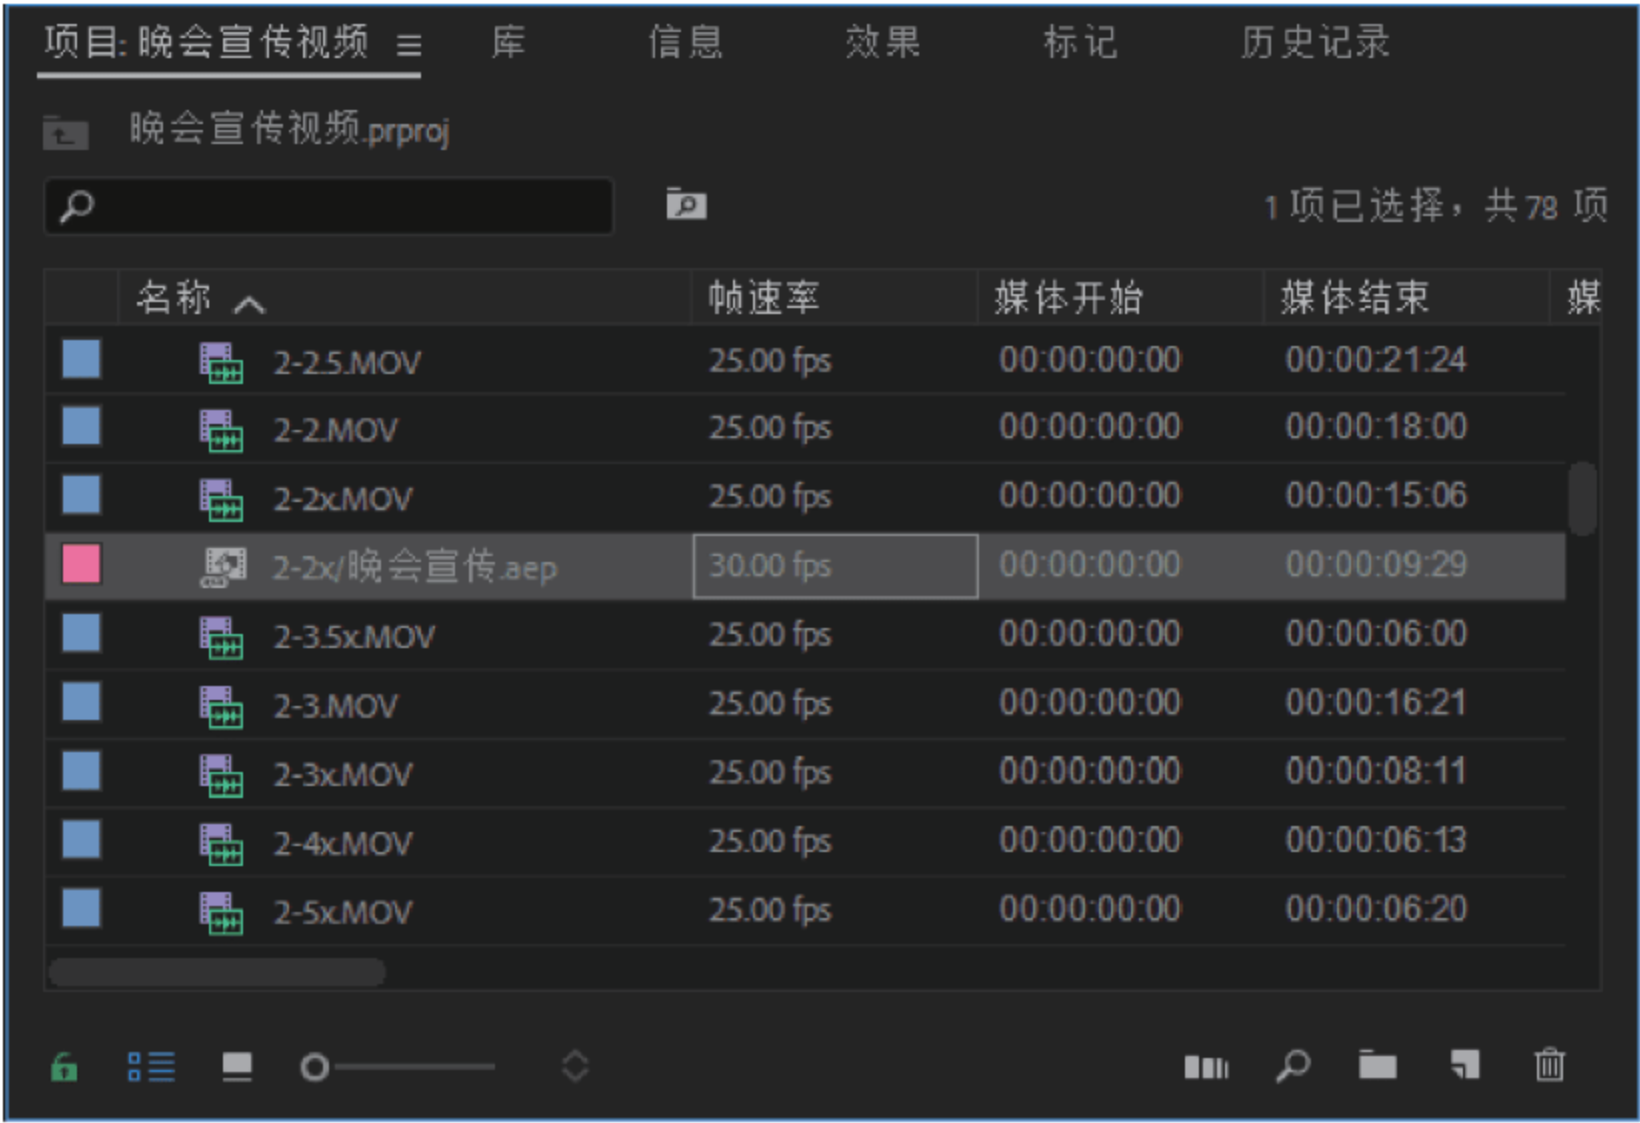 项目: 晚会宣传视频 库 信息 效果 标记 历史记录
晚会宣传视频.prproj
1 项已选择，共 78 项
名称 帧速率 媒体开始 媒体结束 媒
2-2.5.MOV 25.00 fps 00:00:00:00 00:00:21:24
2-2.MOV 25.00 fps 00:00:00:00 00:00:18:00
2-2x.MOV 25.00 fps 00:00:00:00 00:00:15:06
2-2x/晚会宣传.aep 30.00 fps 00:00:00:00 00:00:09:29
2-3.5x.MOV 25.00 fps 00:00:00:00 00:00:06:00
2-3.MOV 25.00 fps 00:00:00:00 00:00:16:21
2-3x.MOV 25.00 fps 00:00:00:00 00:00:08:11
2-4x.MOV 25.00 fps 00:00:00:00 00:00:06:13
2-5x.MOV 25.00 fps 00:00:00:00 00:00:06:20